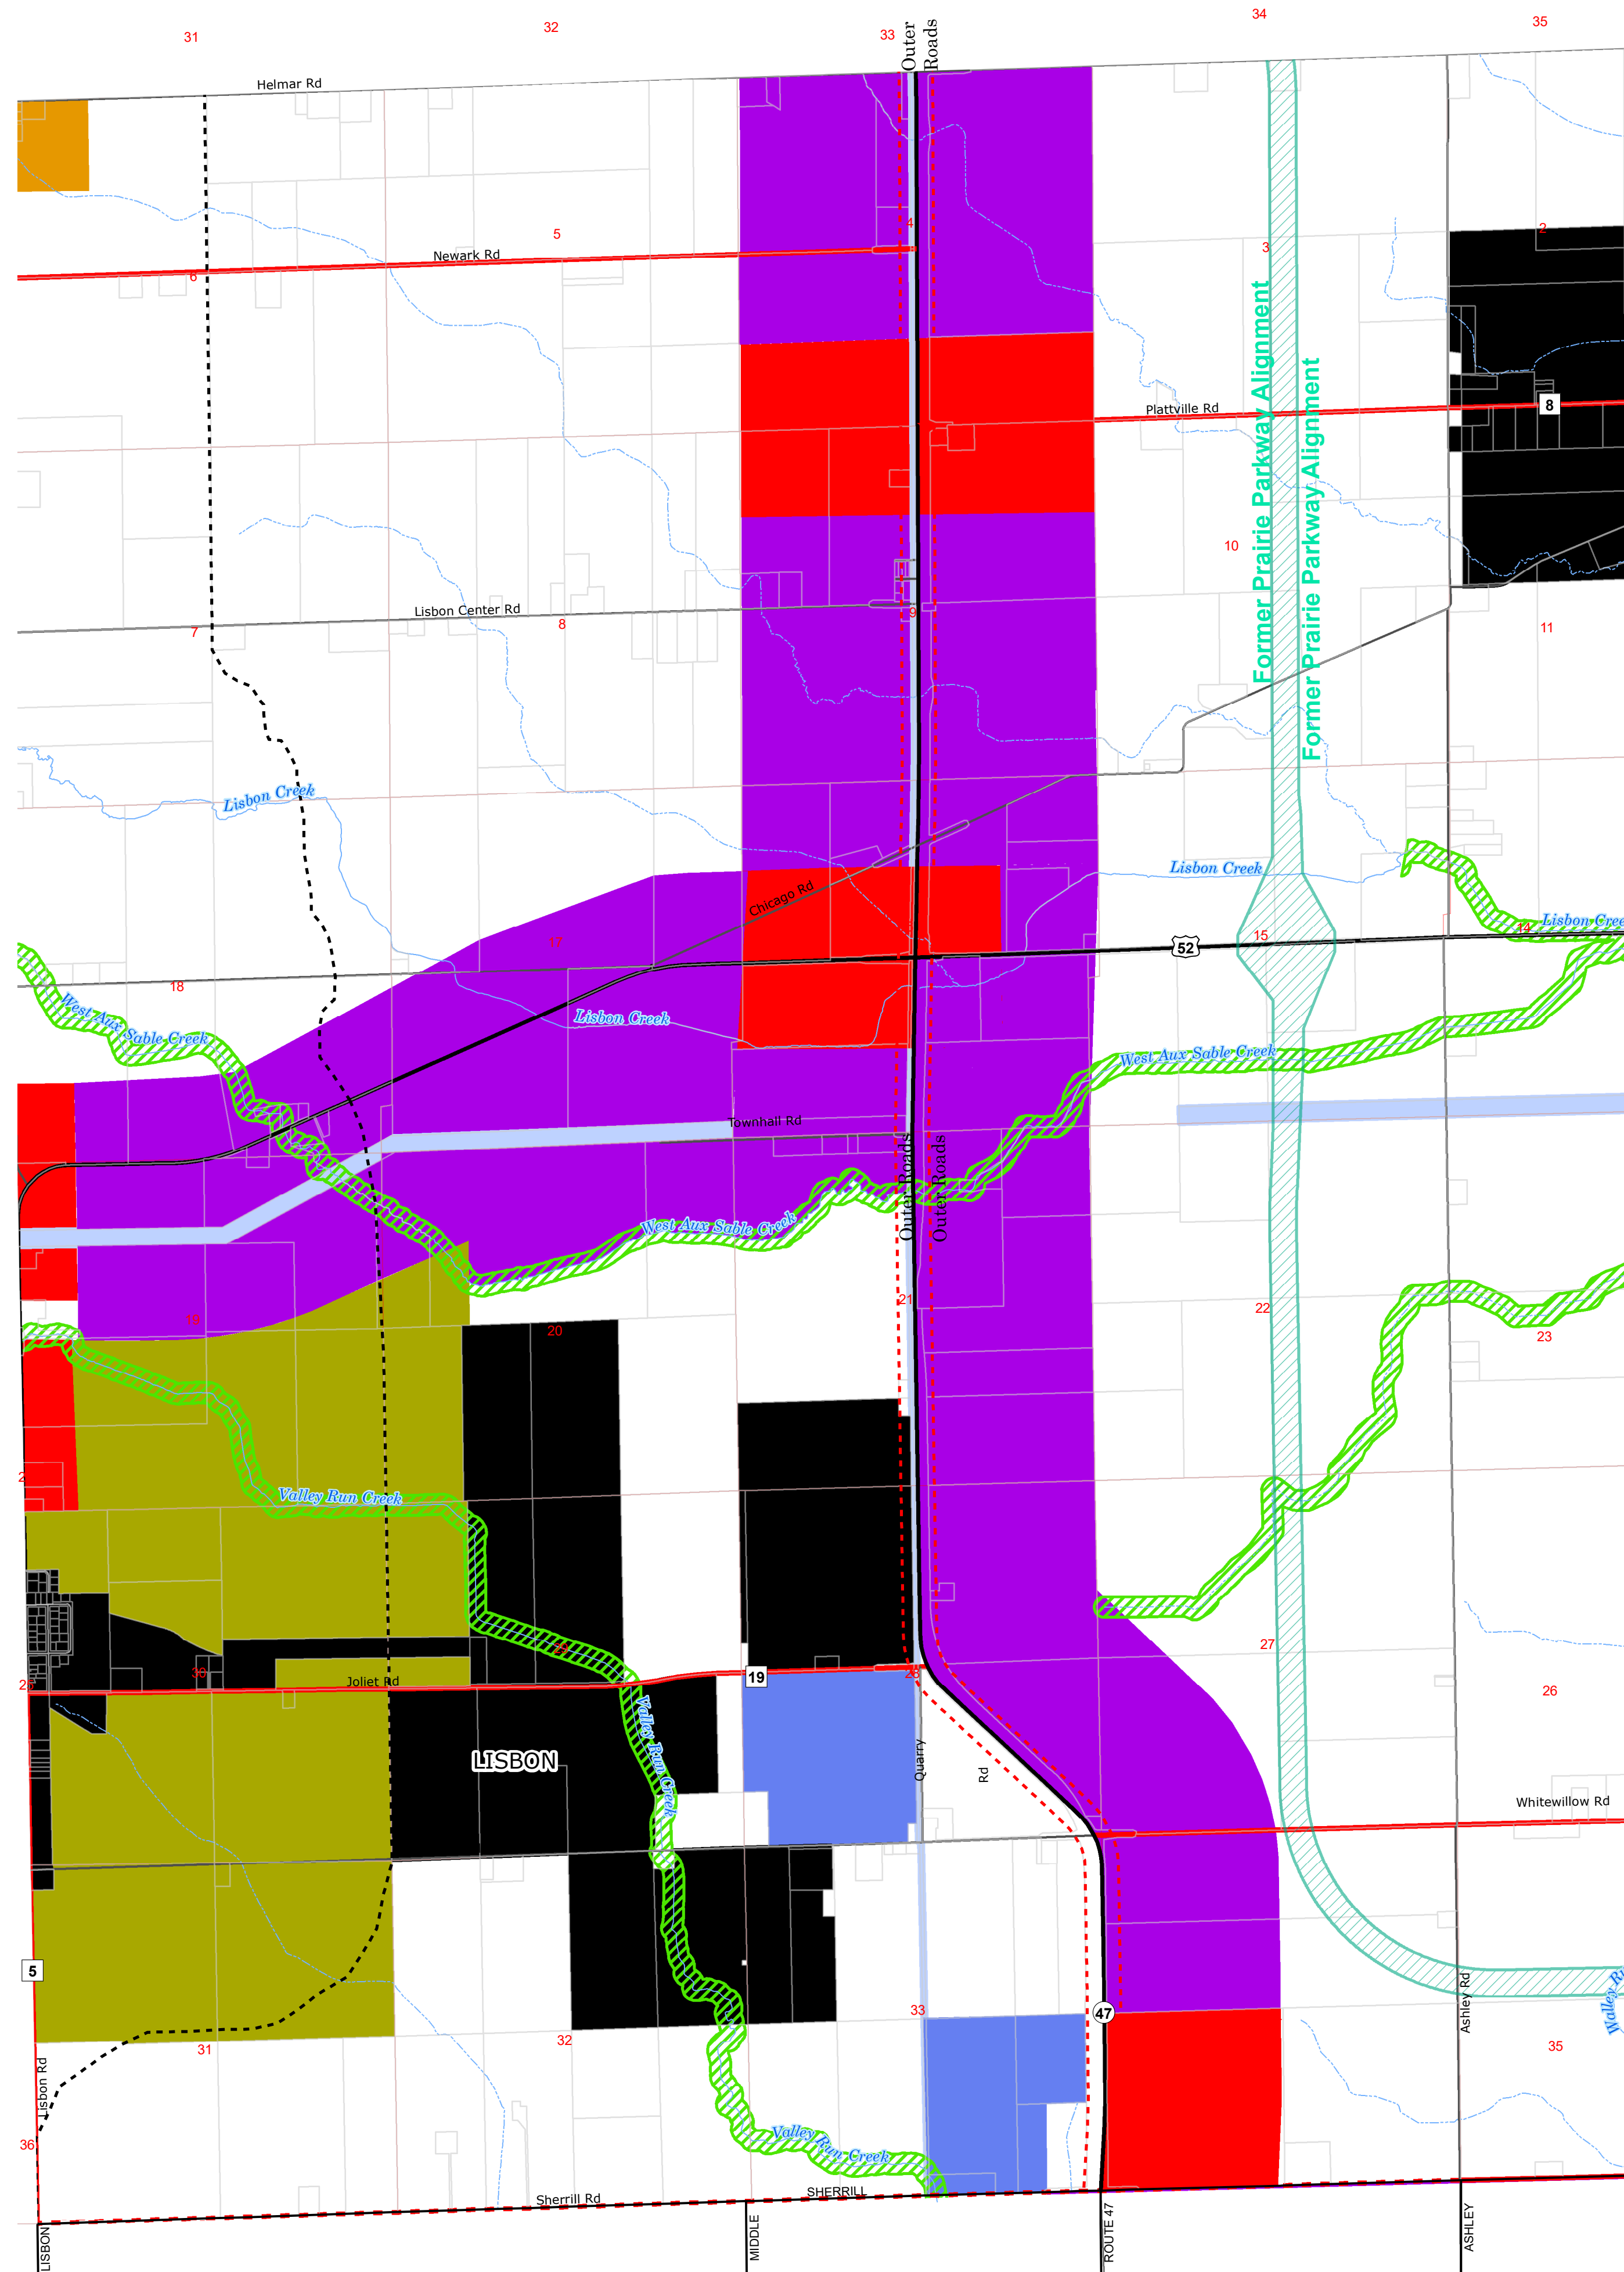 31
32
33
34
35
Outer
Roads
Helmar Rd
4
5
3
2
6
Newark Rd
Former Prairie Parkway Alignment
Former Prairie Parkway Alignment
8
Plattville Rd
10
9
Lisbon Center Rd
7
8
11
Lisbon Creek
Lisbon Creek
Chicago Rd
Lisbon Cree
14
15
17
52
18
West Aux Sable Creek
Lisbon Creek
West Aux Sable Creek
Townhall Rd
Outer Roads
Outer Roads
West Aux Sable Creek
21
22
19
20
23
2
Valley Run Creek
27
29
30
28
25
19
Joliet Rd
26
Valley Run Creek
LISBON
Quarry
Rd
Whitewillow Rd
5
47
33
Ashley Rd
Valley Ru
31
32
35
Lisbon Rd
36
Valley Run Creek
Sherrill Rd
SHERRILL
LISBON
MIDDLE
ROUTE 47
ASHLEY